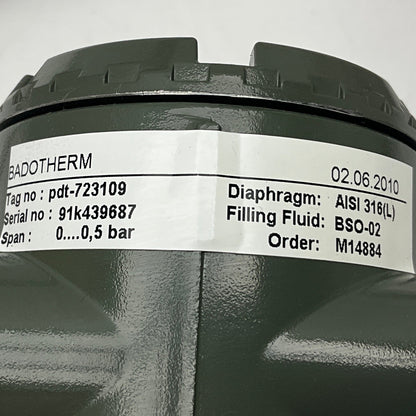 BADOTHERM 02.06.2010
Tag no : pdt-723109 Diaphragm: AISI 316(L)
Serial no : 91k439687 Filling Fluid: BSO-02
Span : 0....0,5 bar Order: M14884